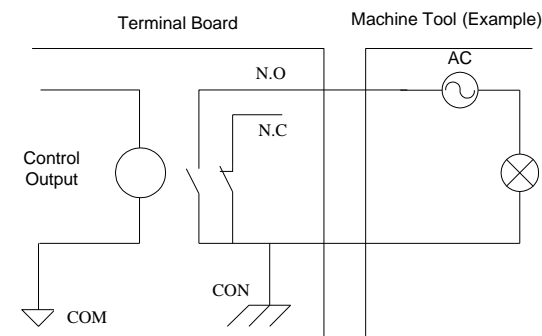 Terminal Board
Machine Tool (Example)
N.O
AC
N.C
Control
Output
CON
COM